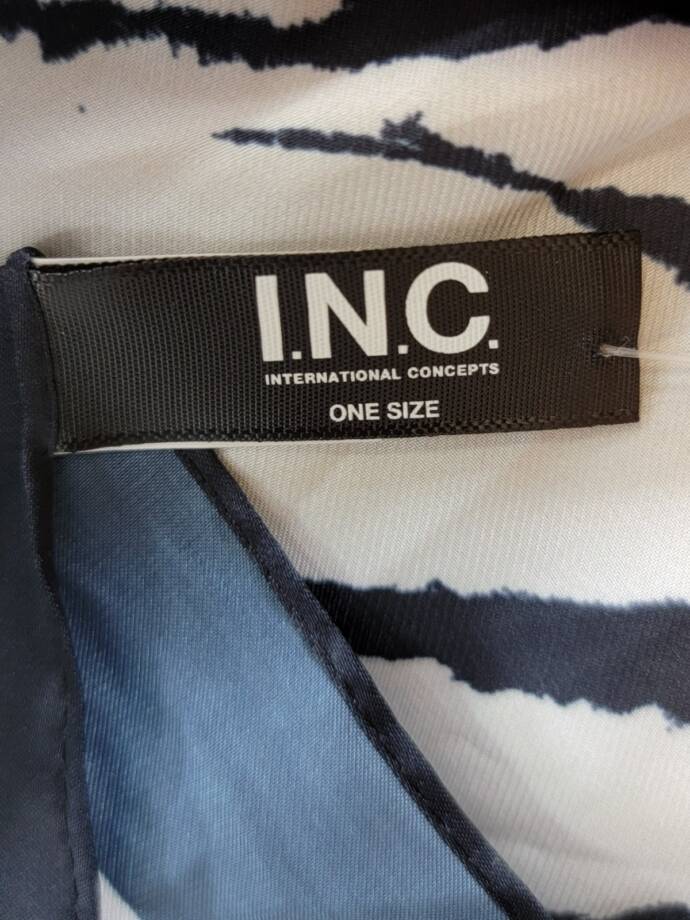 I.N.C.
INTERNATIONAL CONCEPTS
ONE SIZE